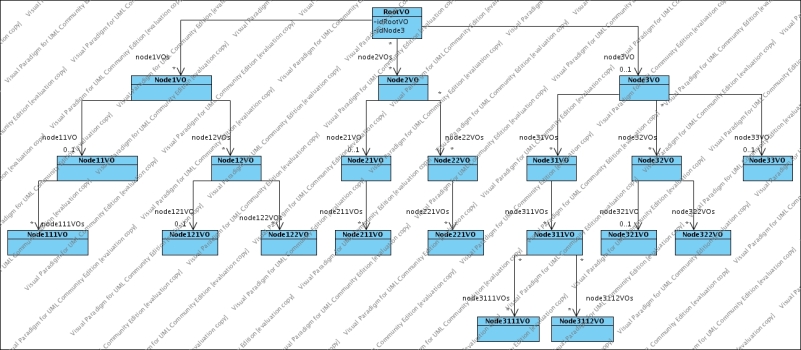 RootVO
~idRootVO
~idNode3
node1VOs
*
node2VOs
*
node3VO
0..1
Node1VO
Node2VO
Node3VO
node11VO
0..1
node12VOs
*
node21VO
0..1
node22VOs
*
node31VOs
*
node32VOs
*
node33VO
0..1
Node11VO
Node12VO
Node21VO
Node22VO
Node31VO
Node32VO
Node33VO
node111VOs
*
node121VO
0..1
node122VOs
*
node211VOs
*
node221VOs
*
node311VOs
*
node321VO
0..1
node322VOs
*
Node111VO
Node121VO
Node122VO
Node211VO
Node221VO
Node311VO
Node321VO
Node322VO
node3111VOs
*
node3112VOs
*
Node3111VO
Node3112VO
Visual Paradigm for UML Community Edition [evaluation copy]